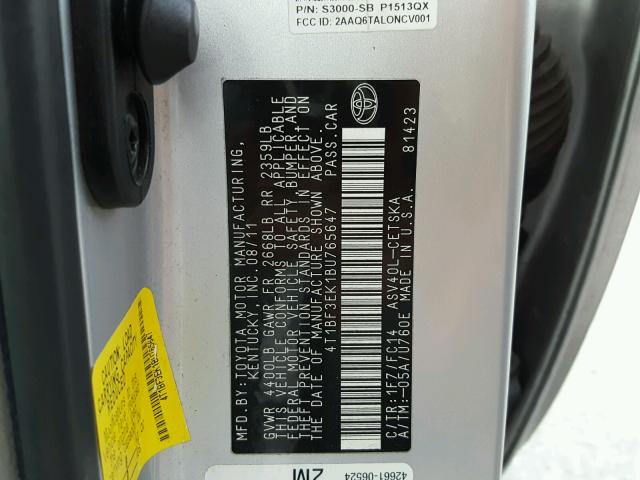 P/N: S3000-SB P1513QX
FCC ID: 2AAQ6TALONCV001
MFD.BY:TOYOTA MOTOR MANUFACTURING,
KENTUCKY, INC. 08/11
GVWR 4400LB GAWR FR 2668LB RR 2359LB
THIS VEHICLE CONFORMS TO ALL APPLICABLE
FEDERAL MOTOR VEHICLE SAFETY, BUMPER, AND
THEFT PREVENTION STANDARDS IN EFFECT ON
THE DATE OF MANUFACTURE SHOWN ABOVE.
4T1BF3EK1BU765647 PASS.CAR
C/TR:1F7/FC14 ASV40L-CETSKA
A/TM:-05A/U760E MADE IN U.S.A. 81423
42661-06524
ZM